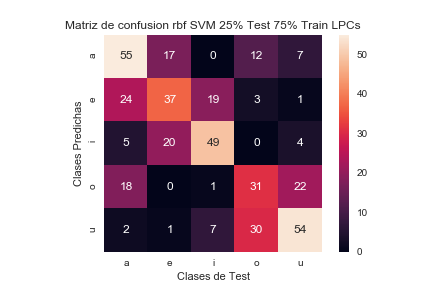 Matriz de confusion rbf SVM 25% Test 75% Train LPCs
Clases Predichas
a 55 17 0 12 7
e 24 37 19 3 1
i 5 20 49 0 4
o 18 0 1 31 22
u 2 1 7 30 54
a e i o u
Clases de Test
50
40
30
20
10
0